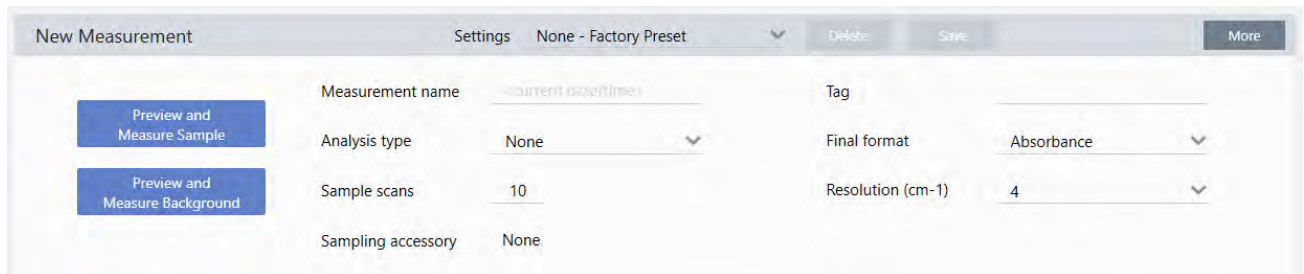 New Measurement Settings None - Factory Preset Delete Save More
Measurement name <current date/time> Tag
Preview and
Measure Sample
Analysis type None Final format Absorbance
Preview and
Measure Background
Sample scans 10 Resolution (cm-1) 4
Sampling accessory None